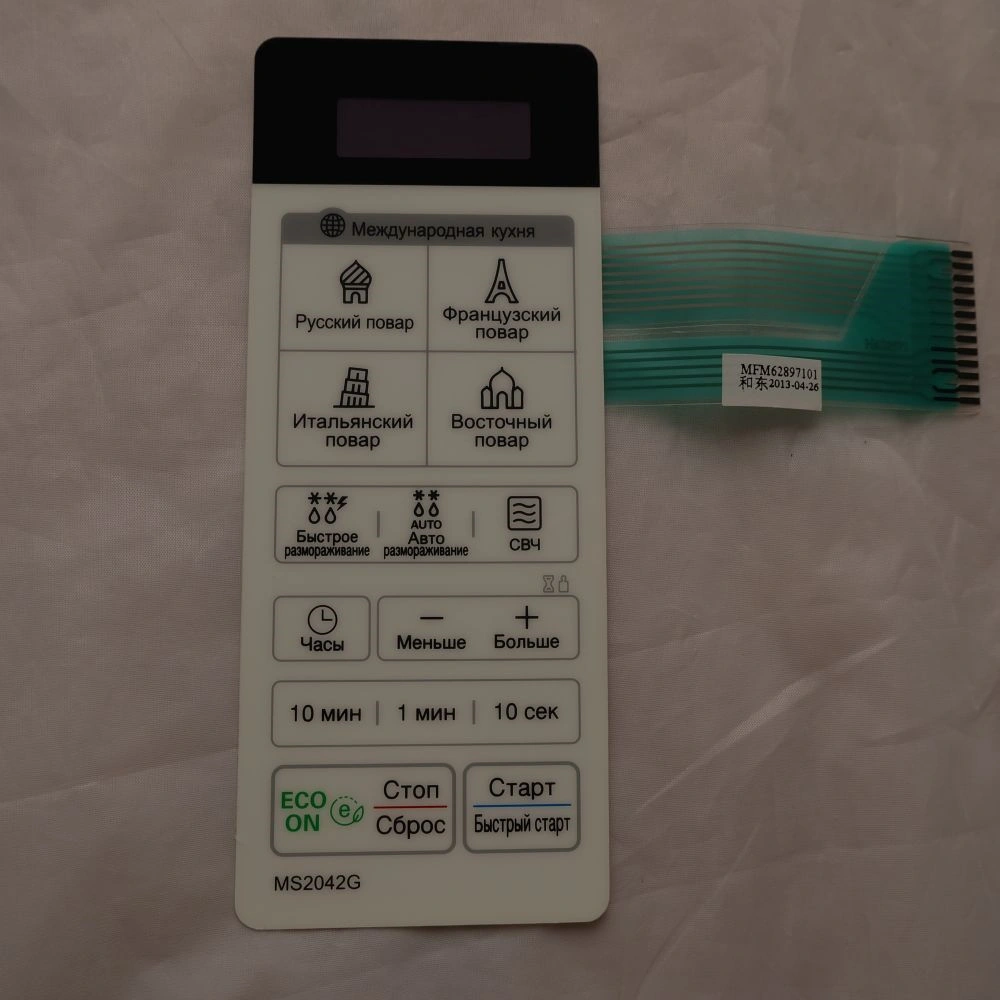 Международная кухня
Русский повар
Французский
повар
Итальянский
повар
Восточный
повар
Быстрое
размораживание
AUTO
Авто
размораживание
СВЧ
Часы
Меньше
Больше
10 мин
1 мин
10 сек
ECO
ON
e
Стоп
Сброс
Старт
Быстрый старт
MS2042G
MFM62897101
和东2013-04-26